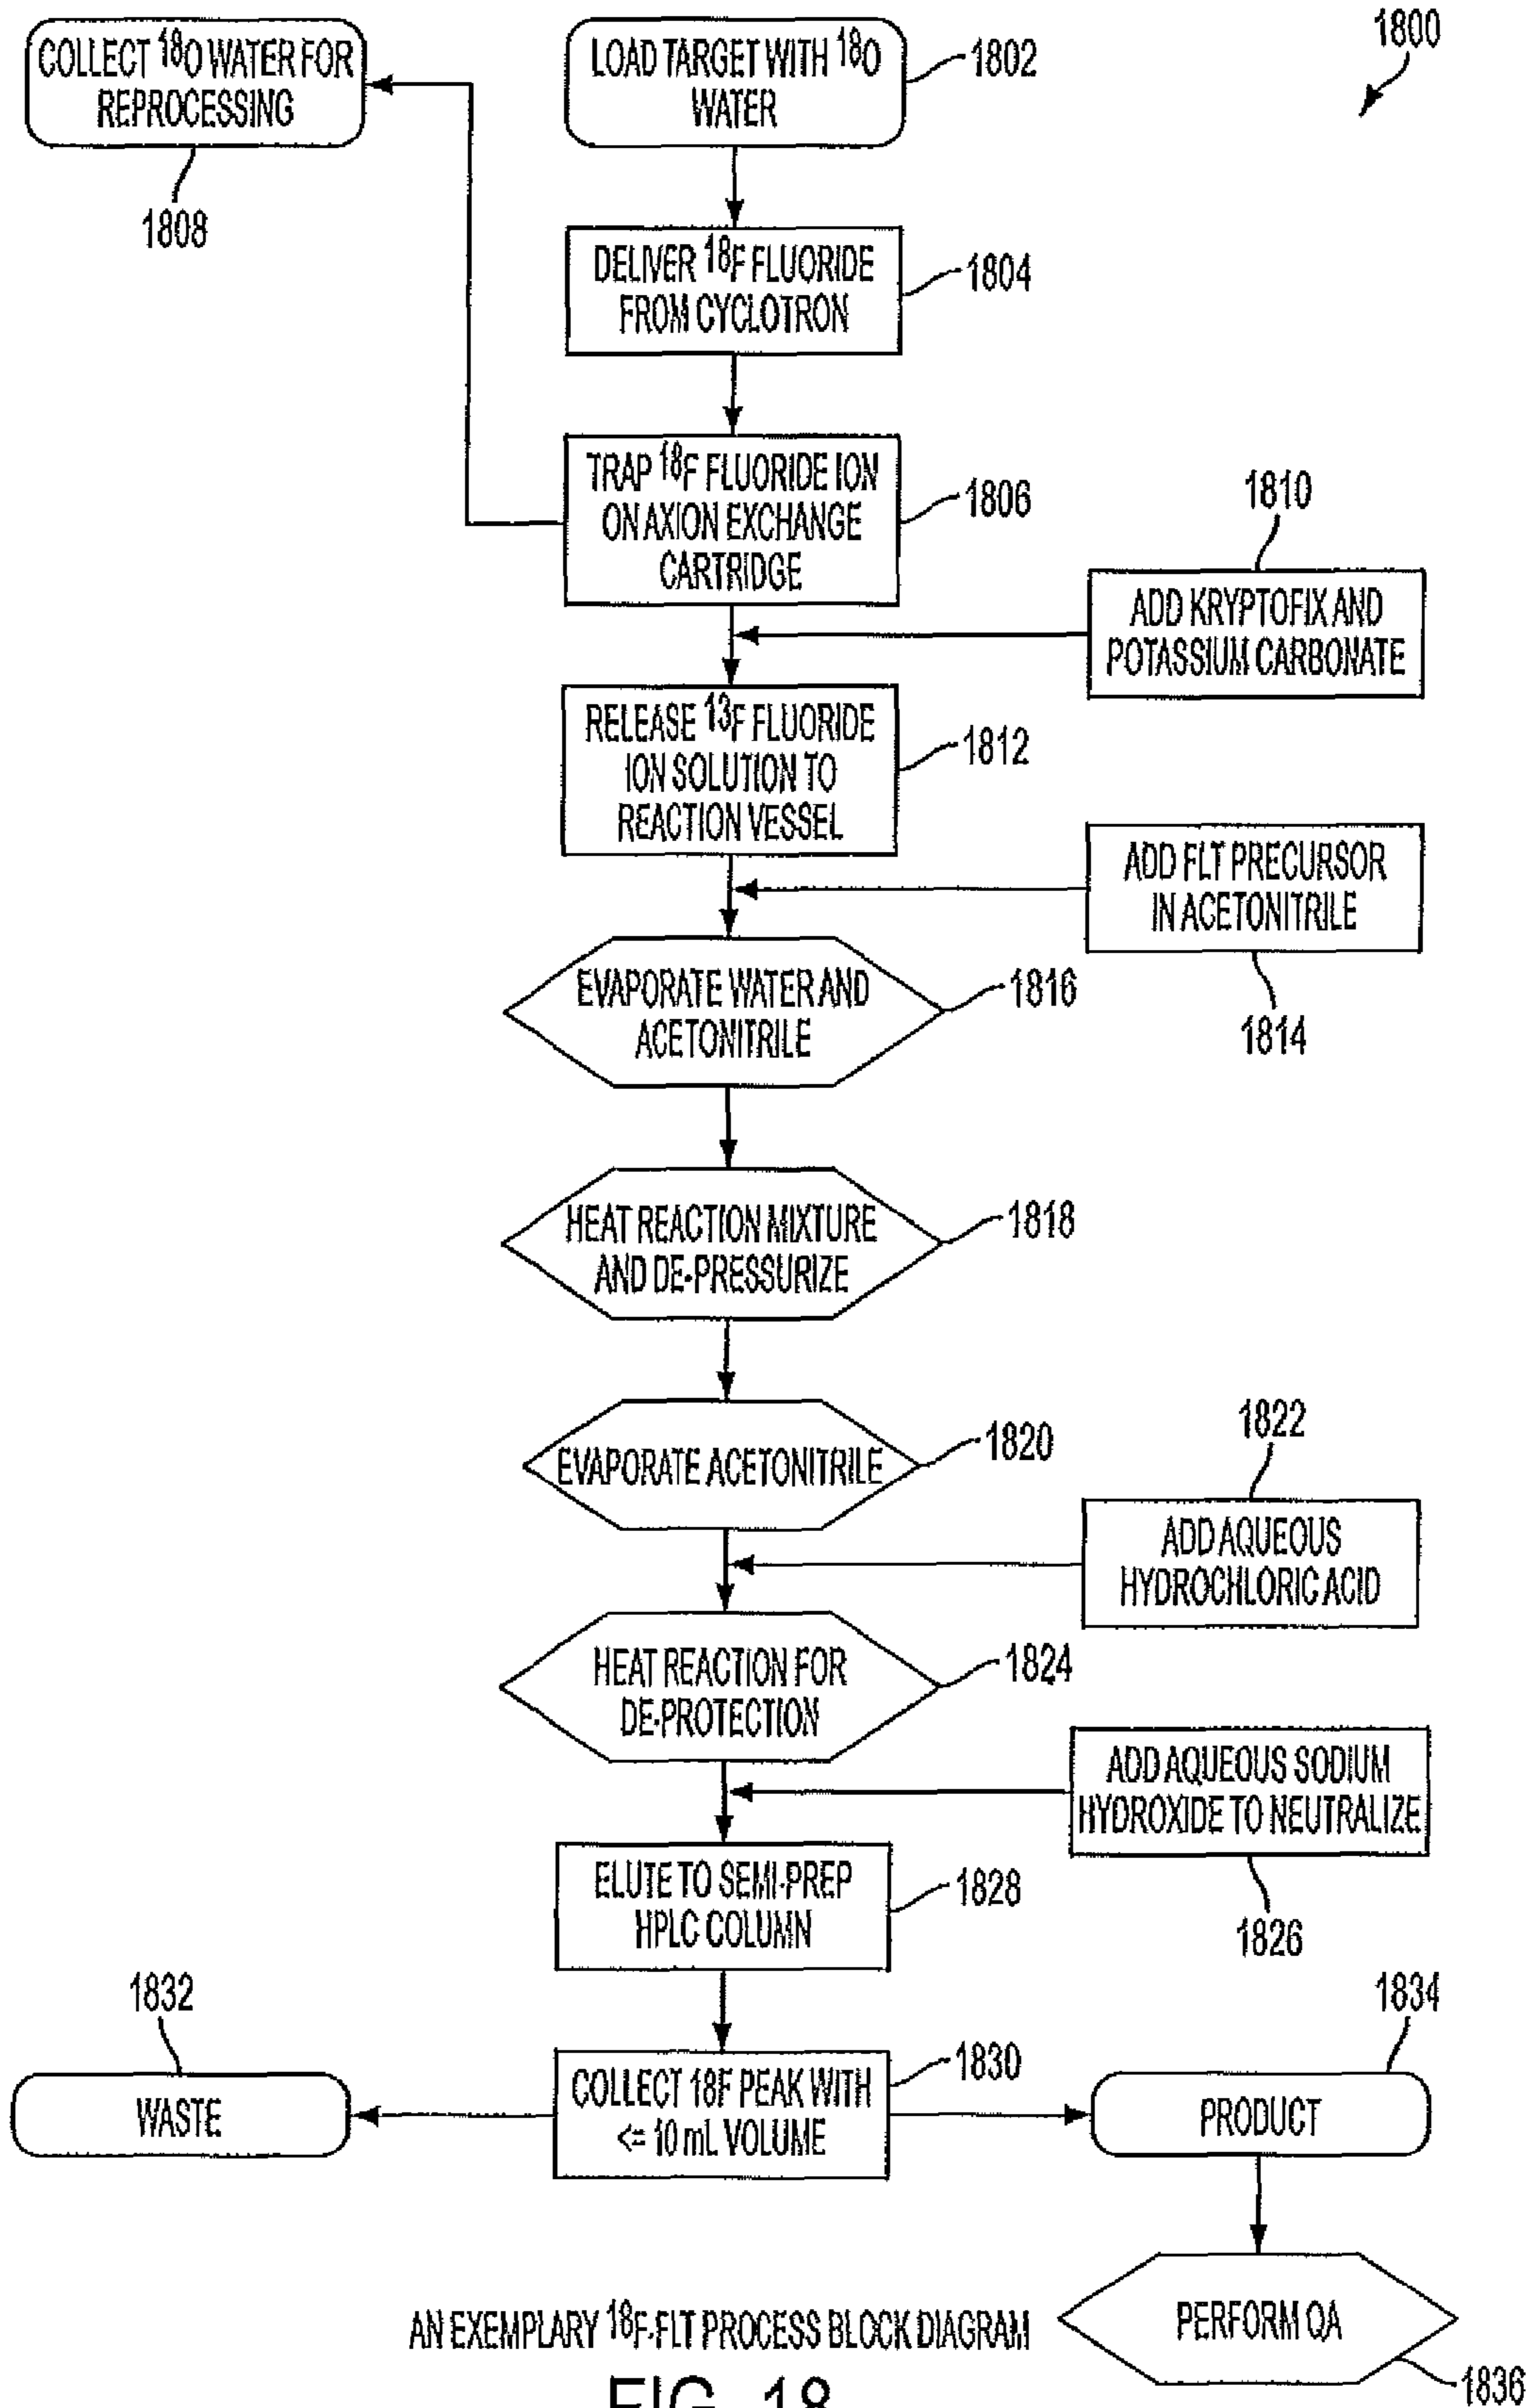 1800
COLLECT 18O WATER FOR
REPROCESSING
1808
LOAD TARGET WITH 18O
WATER
1802
DELIVER 18F FLUORIDE
FROM CYCLOTRON
1804
TRAP 18F FLUORIDE ION
ON AXION EXCHANGE
CARTRIDGE
1806
1810
ADD KRYPTOFIX AND
POTASSIUM CARBONATE
RELEASE 13F FLUORIDE
ION SOLUTION TO
REACTION VESSEL
1812
ADD FLT PRECURSOR
IN ACETONITRILE
1814
EVAPORATE WATER AND
ACETONITRILE
1816
HEAT REACTION MIXTURE
AND DE-PRESSURIZE
1818
EVAPORATE ACETONITRILE
1820
1822
ADD AQUEOUS
HYDROCHLORIC ACID
HEAT REACTION FOR
DE-PROTECTION
1824
ADD AQUEOUS SODIUM
HYDROXIDE TO NEUTRALIZE
1826
ELUTE TO SEMI-PREP
HPLC COLUMN
1828
1832
WASTE
COLLECT 18F PEAK WITH
<= 10 mL VOLUME
1830
1834
PRODUCT
PERFORM QA
1836
AN EXEMPLARY 18F-FLT PROCESS BLOCK DIAGRAM
FIG. 18